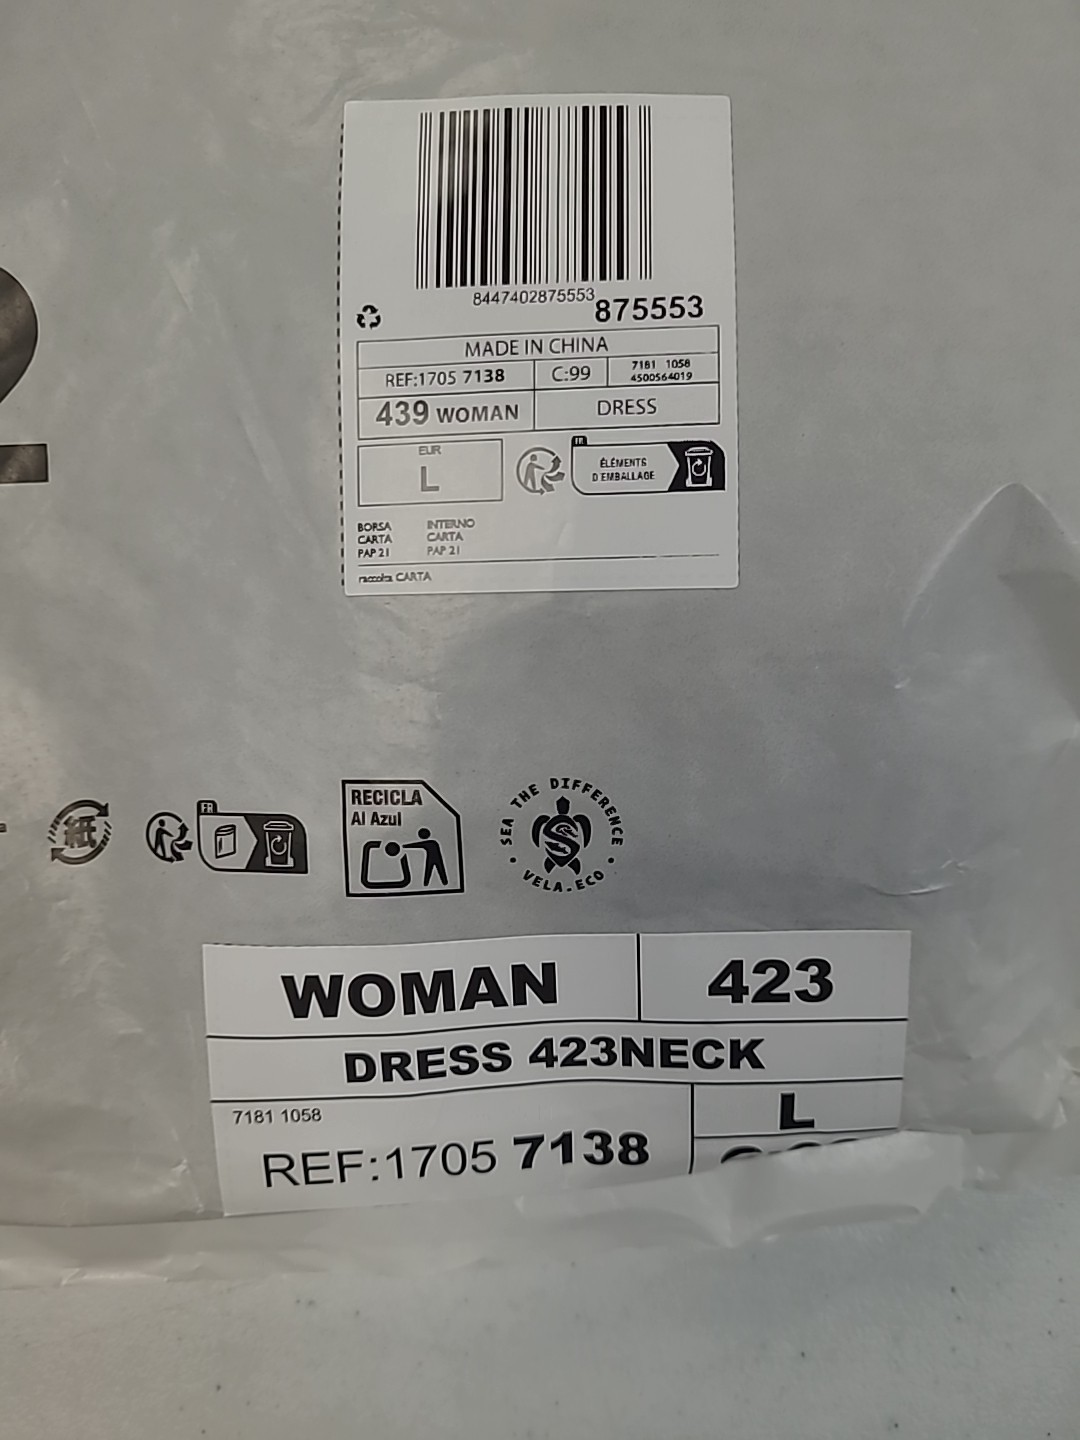 2
8447402875553
875553
MADE IN CHINA
REF:1705 7138
C:99
7181 1058
4500564019
439 WOMAN
DRESS
EUR
L
FR
ÉLÉMENTS
D'EMBALLAGE
BORSA
CARTA
PAP 21
INTERNO
CARTA
PAP 21
raccolta CARTA
紙
FR
RECICLA
Al Azul
SEA THE DIFFERENCE
VELA.ECO
WOMAN
423
DRESS 423NECK
7181 1058
L
REF:1705 7138